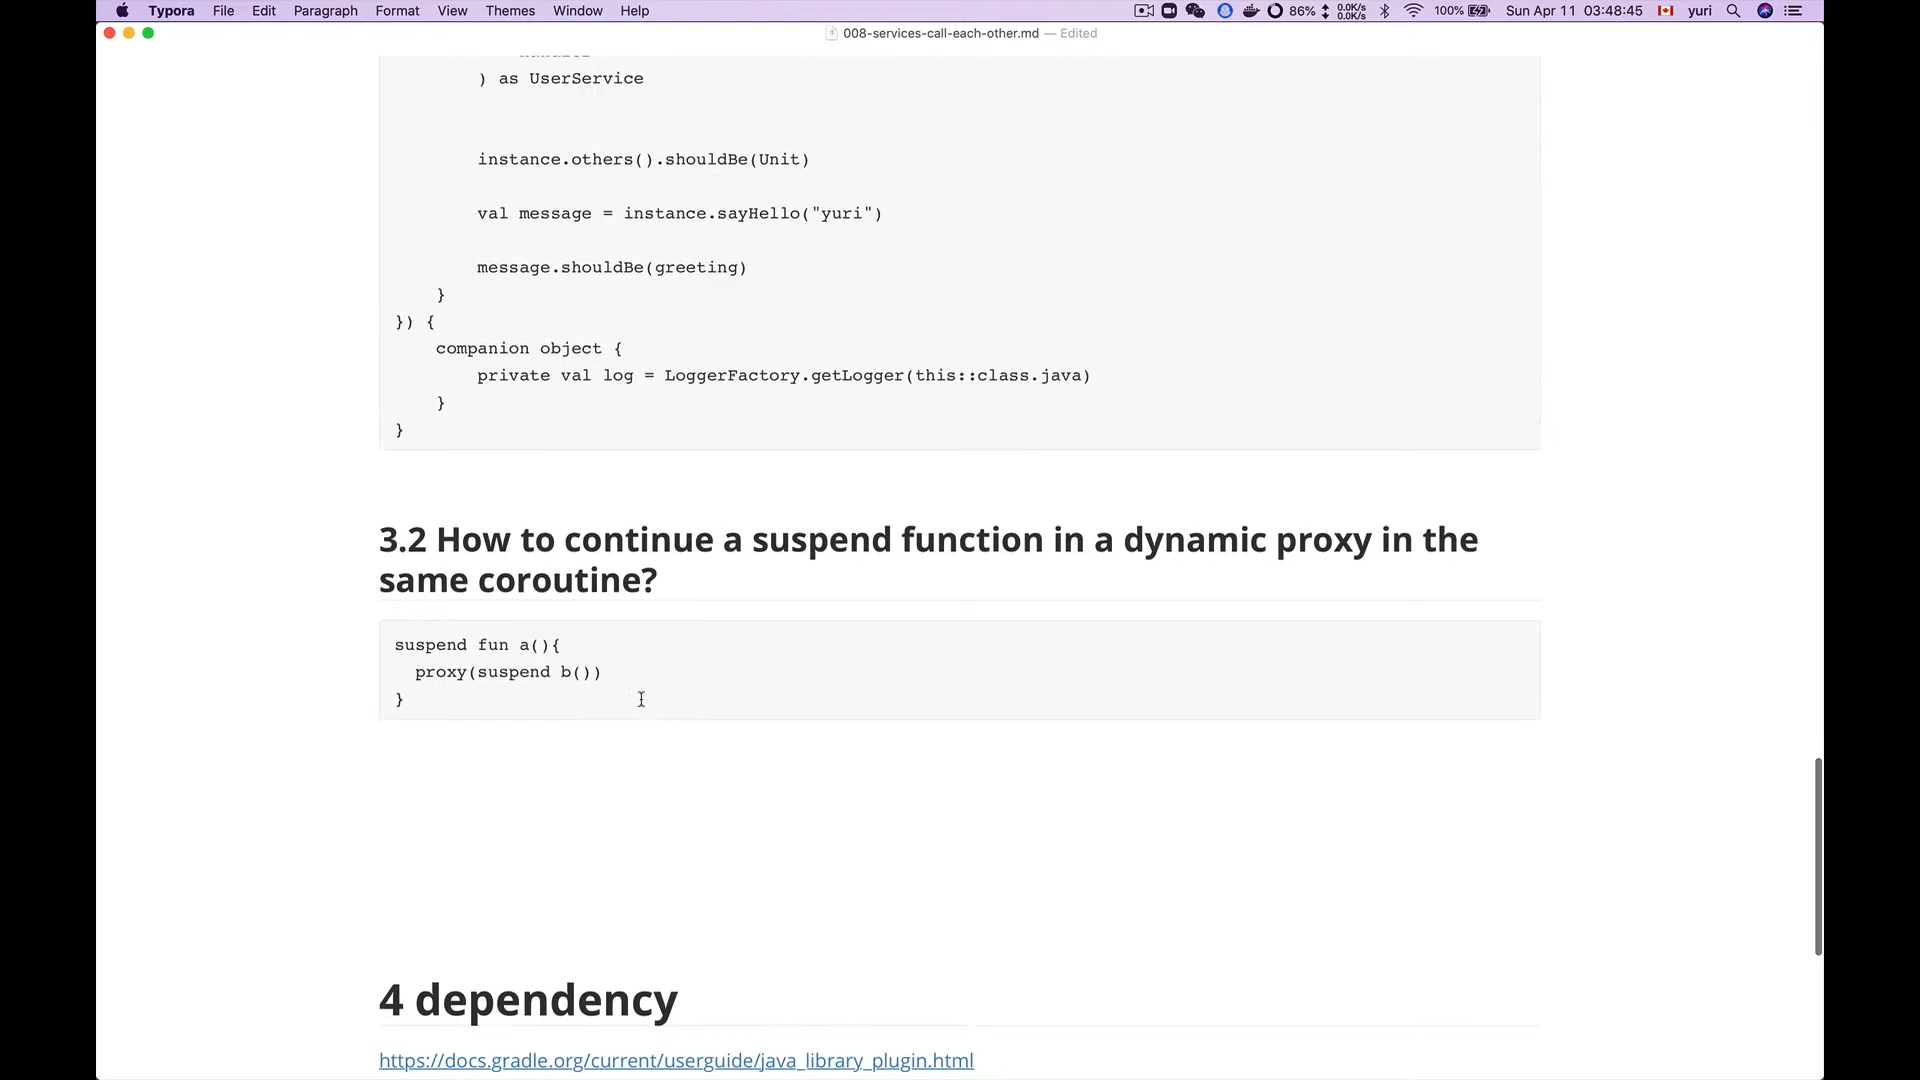 Typora File Edit Paragraph Format View Themes Window Help 86% 0.0K/s 0.0K/s 100% Sun Apr 11 03:48:45 yuri
008-services-call-each-other.md — Edited
) as UserService
instance.others().shouldBe(Unit)
val message = instance.sayHello("yuri")
message.shouldBe(greeting)
}
}) {
companion object {
private val log = LoggerFactory.getLogger(this::class.java)
}
}
3.2 How to continue a suspend function in a dynamic proxy in the
same coroutine?
suspend fun a(){
proxy(suspend b())
}
4 dependency
https://docs.gradle.org/current/userguide/java_library_plugin.html